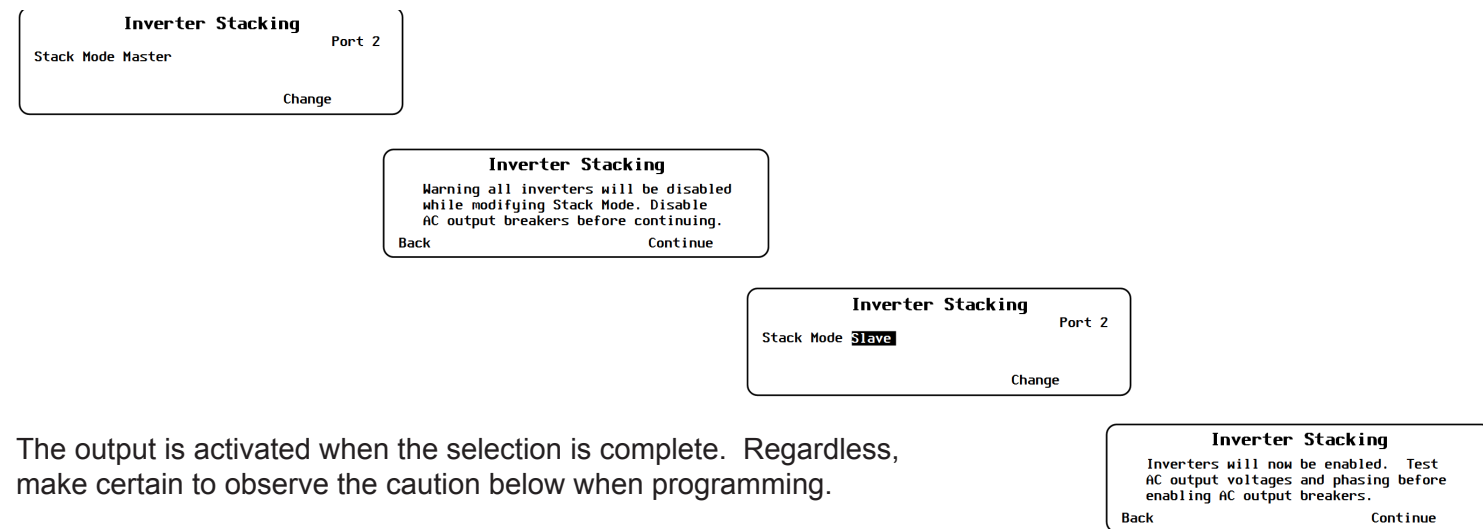 Inverter Stacking
Port 2
Stack Mode Master
Change
Inverter Stacking
Warning all inverters will be disabled
while modifying Stack Mode. Disable
AC output breakers before continuing.
Back Continue
Inverter Stacking
Port 2
Stack Mode Slave
Change
The output is activated when the selection is complete. Regardless,
make certain to observe the caution below when programming.
Inverter Stacking
Inverters will now be enabled. Test
AC output voltages and phasing before
enabling AC output breakers.
Back Continue